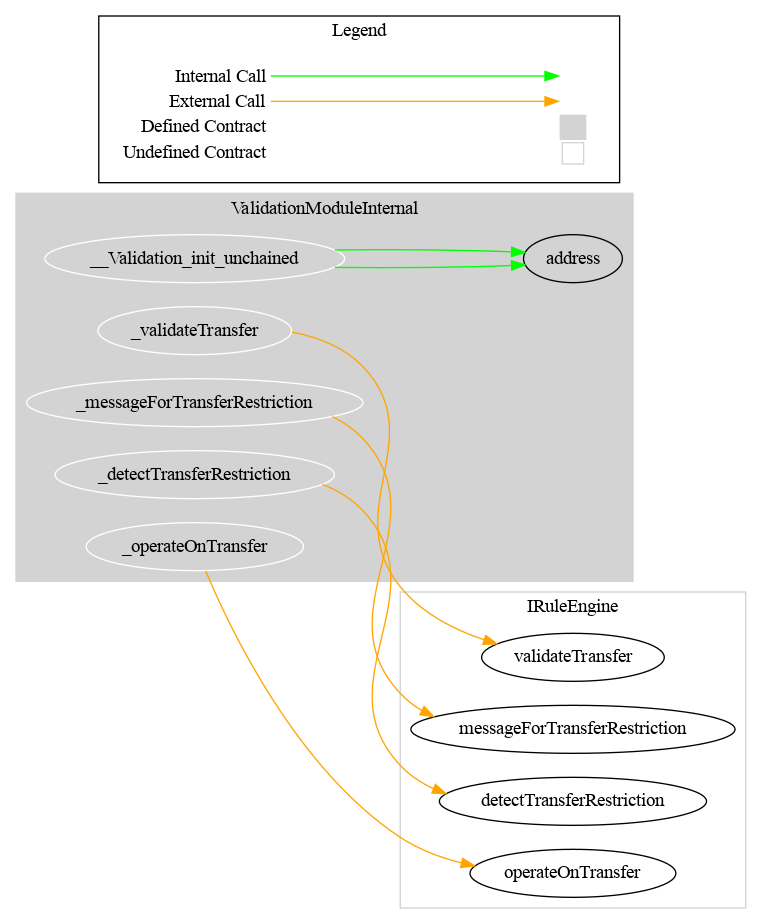 Legend
Internal Call
External Call
Defined Contract
Undefined Contract
ValidationModuleInternal
__Validation_init_unchained
address
_validateTransfer
_messageForTransferRestriction
_detectTransferRestriction
_operateOnTransfer
IRuleEngine
validateTransfer
messageForTransferRestriction
detectTransferRestriction
operateOnTransfer